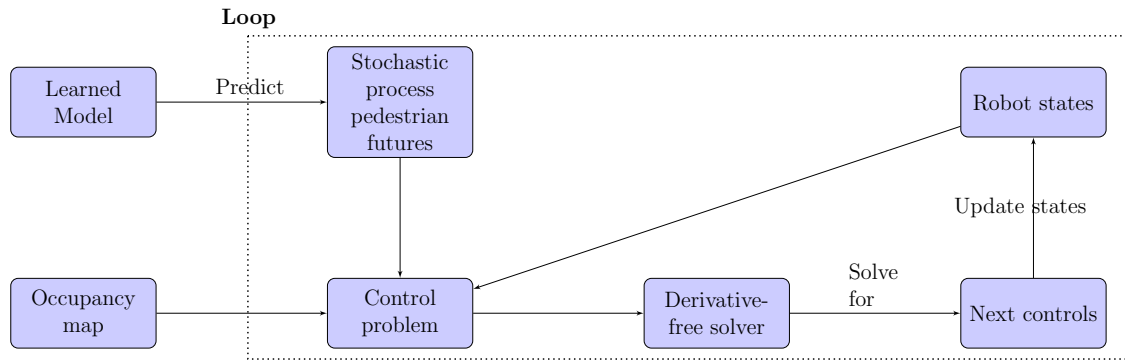 Loop
Learned
Model
Predict
Stochastic
process
pedestrian
futures
Robot states
Update states
Occupancy
map
Control
problem
Derivative-
free solver
Solve
for
Next controls